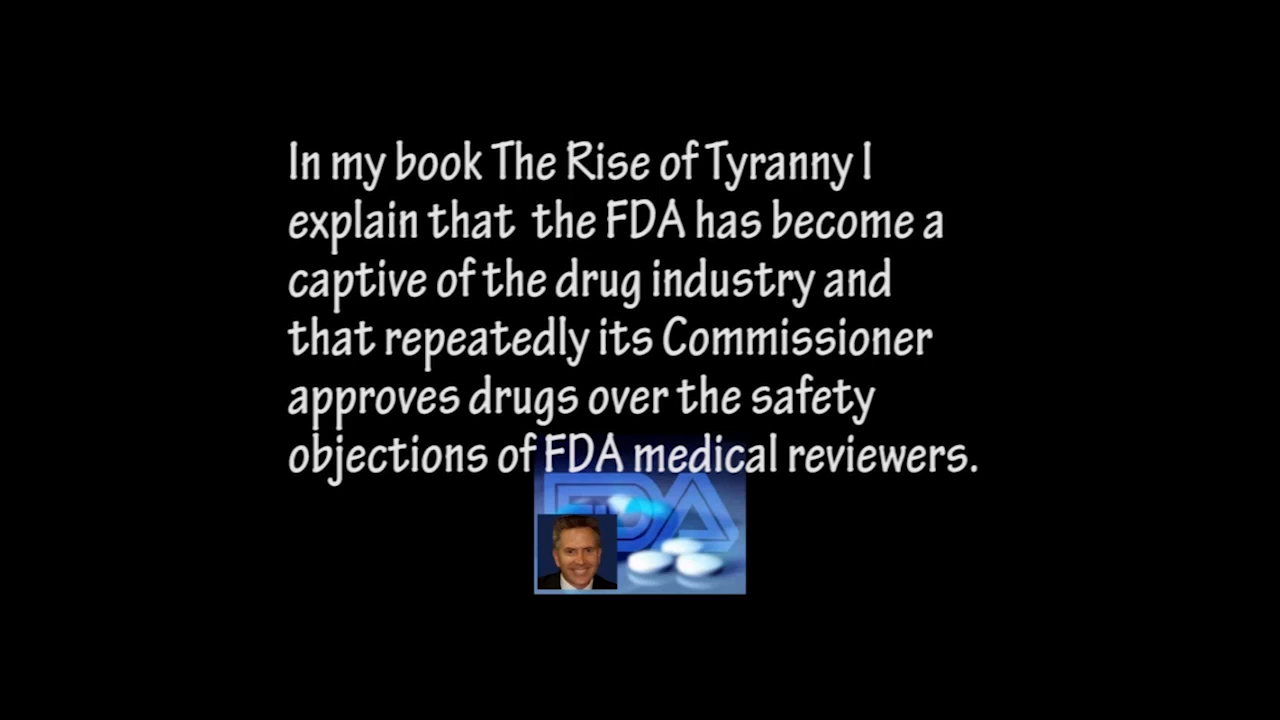 In my book The Rise of Tyranny I
explain that the FDA has become a
captive of the drug industry and
that repeatedly its Commissioner
approves drugs over the safety
objections of FDA medical reviewers.
FDA